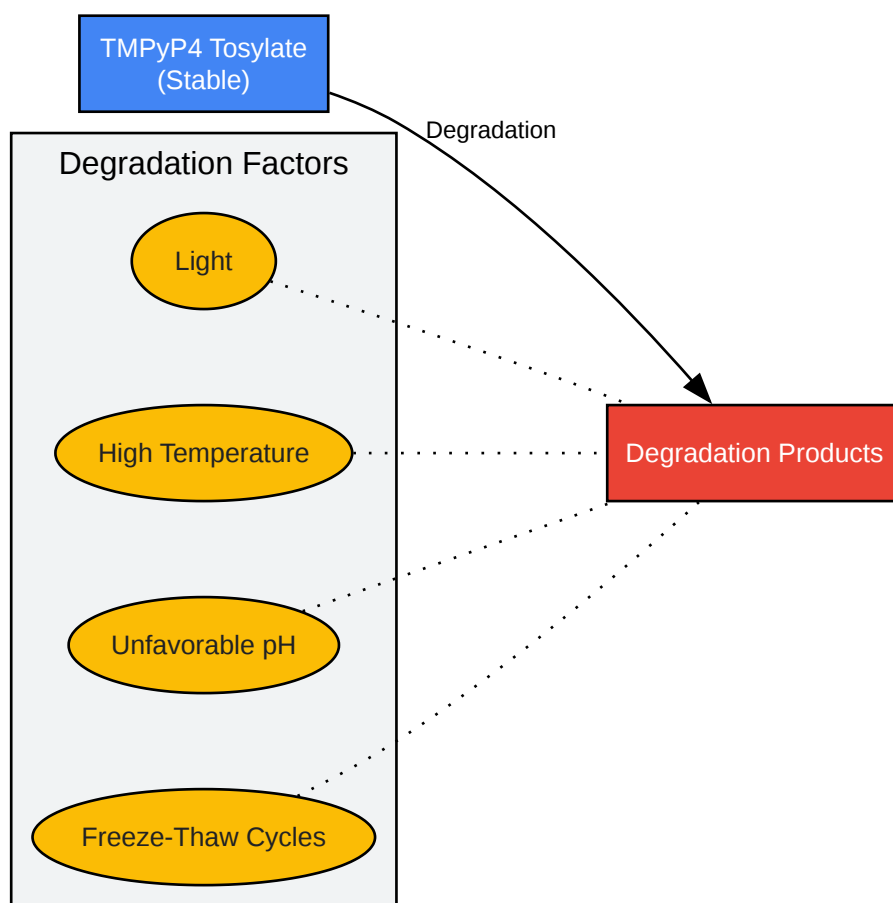 TMPyP4 Tosylate
(Stable)
Degradation
Degradation Factors
Light
High Temperature
Degradation Products
Unfavorable pH
Freeze-Thaw Cycles